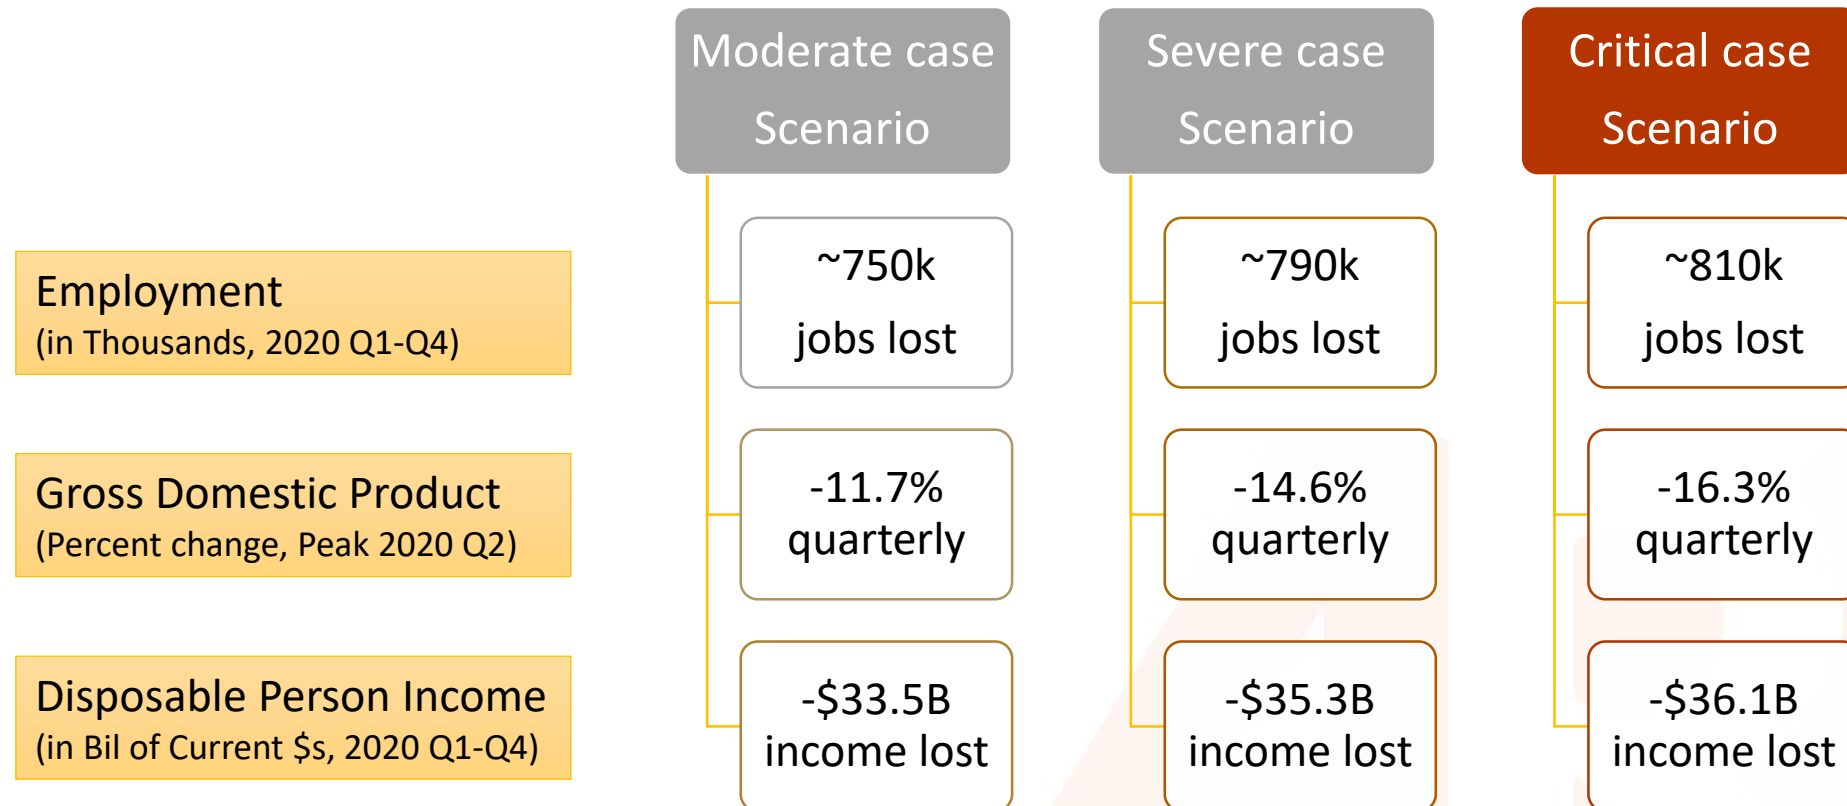 Moderate case
Scenario
Severe case
Scenario
Critical case
Scenario
Employment
(in Thousands, 2020 Q1-Q4)
~750k
jobs lost
~790k
jobs lost
~810k
jobs lost
Gross Domestic Product
(Percent change, Peak 2020 Q2)
-11.7%
quarterly
-14.6%
quarterly
-16.3%
quarterly
Disposable Person Income
(in Bil of Current $s, 2020 Q1-Q4)
-$33.5B
income lost
-$35.3B
income lost
-$36.1B
income lost